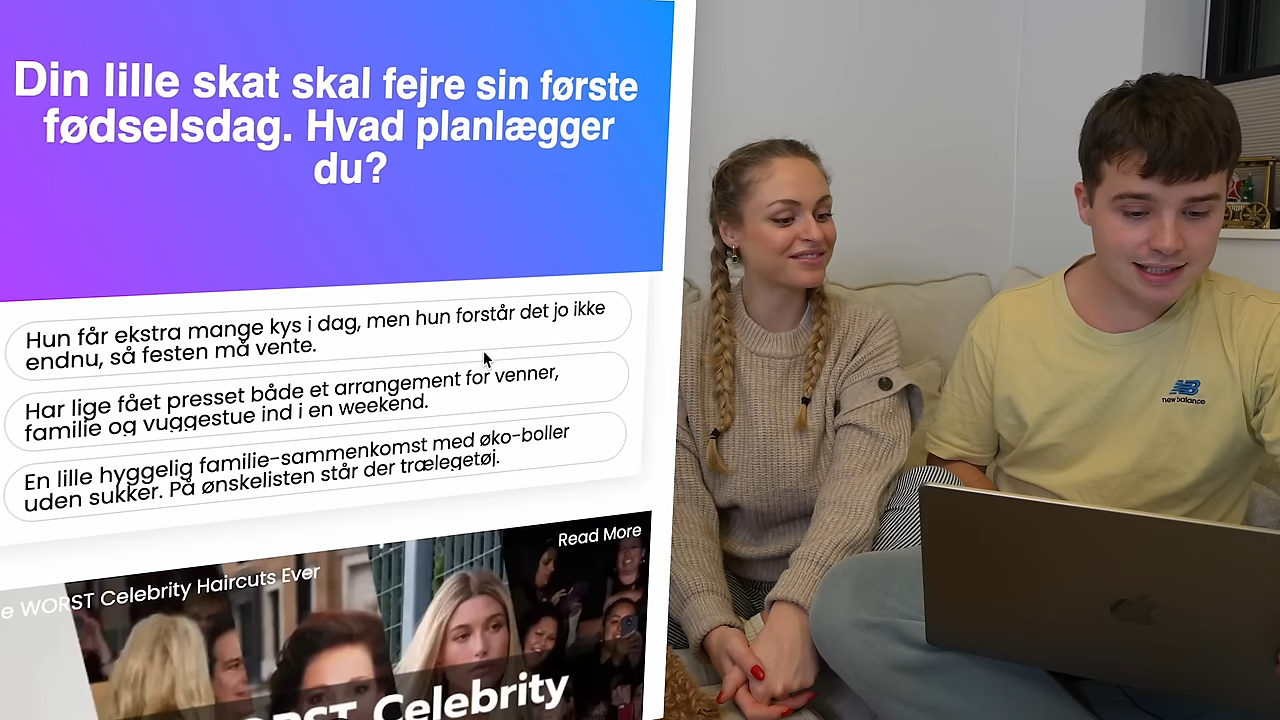 Din lille skat skal fejre sin første
fødselsdag. Hvad planlægger
du?
Hun får ekstra mange kys i dag, men hun forstår det jo ikke
endnu, så festen må vente.
Har lige fået presset både et arrangement for venner,
familie og vuggestue ind i en weekend.
En lille hyggelig familie-sammenkomst med øko-boller
uden sukker. På ønskelisten står der trælegetøj.
Read More
e WORST Celebrity Haircuts Ever
ORST Celebrity
new balance